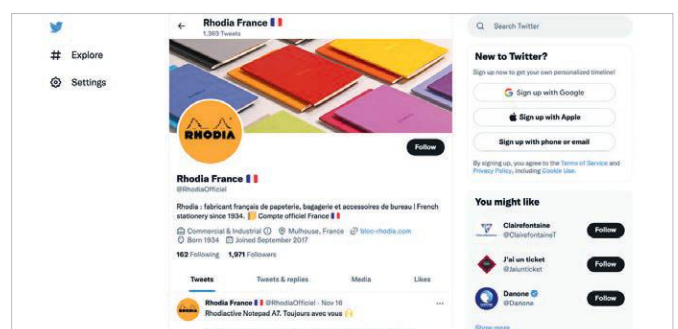 Rhodia France 🇫🇷
1,393 Tweets
Explore
Settings
RHODIA
Follow
Rhodia France 🇫🇷
@RhodiaOfficiel
Rhodia : fabricant français de papeterie, bagagerie et accessoires de bureau | French
stationery since 1934. Compte officiel France 🇫🇷
Commercial & Industrial Mulhouse, France bloc-rhodia.com
Born 1934 Joined September 2017
162 Following 1,971 Followers
Tweets Tweets & replies Media Likes
Rhodia France 🇫🇷 @RhodiaOfficiel · Nov 16
Rhodiactive Notepad A7. Toujours avec vous 🙌
Search Twitter
New to Twitter?
Sign up now to get your own personalized timeline!
Sign up with Google
Sign up with Apple
Sign up with phone or email
By signing up, you agree to the Terms of Service and
Privacy Policy, including Cookie Use.
You might like
Clairefontaine
@ClairefontaineT
Follow
J'ai un ticket
@Jaiunticket
Follow
Danone
@Danone
Follow
Show more